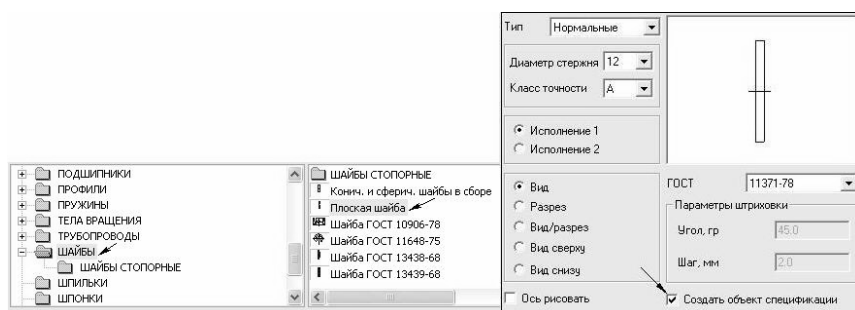 ПОДШИПНИКИ
ПРОФИЛИ
ПРУЖИНЫ
ТЕЛА ВРАЩЕНИЯ
ТРУБОПРОВОДЫ
ШАЙБЫ
ШАЙБЫ СТОПОРНЫЕ
ШПИЛЬКИ
ШПОНКИ
ШАЙБЫ СТОПОРНЫЕ
Конич. и сферич. шайбы в сборе
Плоская шайба
Шайба ГОСТ 10906-78
Шайба ГОСТ 11648-75
Шайба ГОСТ 13438-68
Шайба ГОСТ 13439-68
Тип Нормальные
Диаметр стержня 12
Класс точности А
Исполнение 1
Исполнение 2
Вид
Разрез
Вид/разрез
Вид сверху
Вид снизу
Ось рисовать
ГОСТ 11371-78
Параметры штриховки
Угол, гр 45.0
Шаг, мм 2.0
Создать объект спецификации